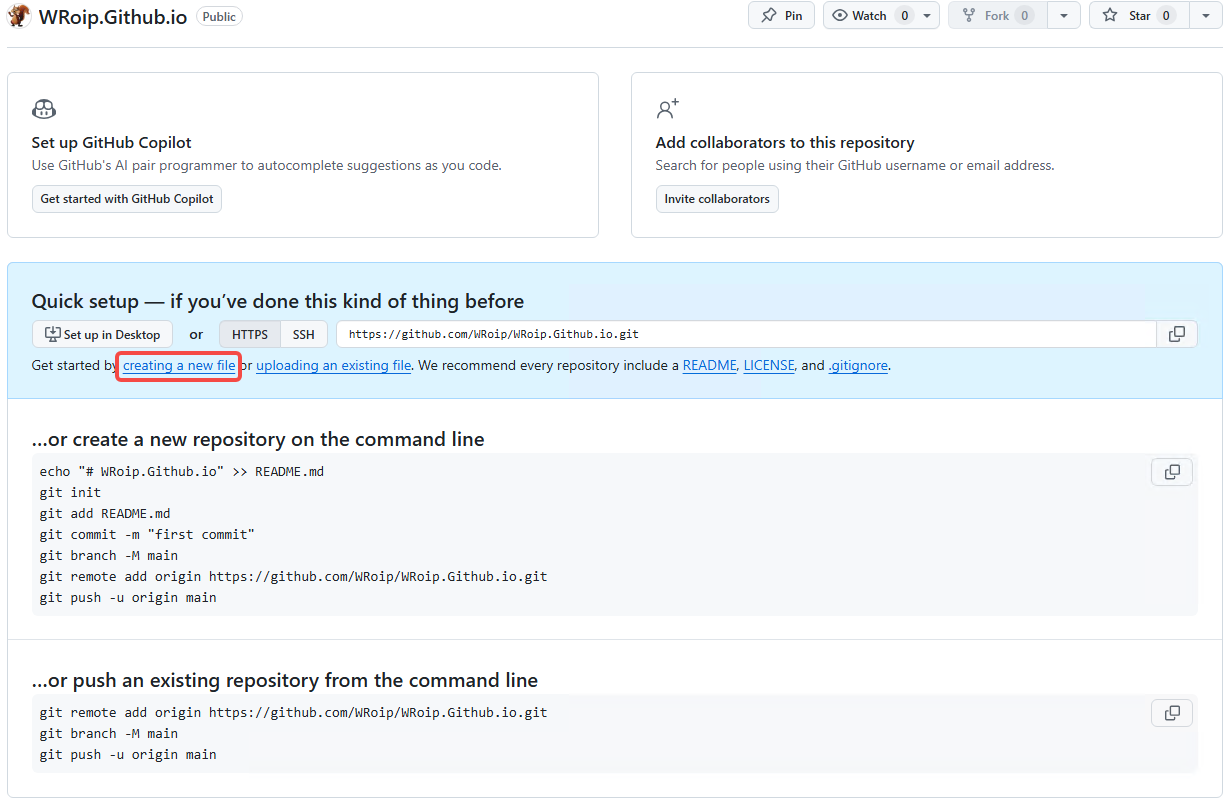 WRoip.Github.io Public Pin Watch 0 Fork 0 Star 0
Set up GitHub Copilot
Use GitHub's AI pair programmer to autocomplete suggestions as you code.
Get started with GitHub Copilot
Add collaborators to this repository
Search for people using their GitHub username or email address.
Invite collaborators
Quick setup — if you’ve done this kind of thing before
Set up in Desktop or HTTPS SSH https://github.com/WRoip/WRoip.Github.io.git
Get started by creating a new file or uploading an existing file. We recommend every repository include a README, LICENSE, and .gitignore.
…or create a new repository on the command line
echo "# WRoip.Github.io" >> README.md
git init
git add README.md
git commit -m "first commit"
git branch -M main
git remote add origin https://github.com/WRoip/WRoip.Github.io.git
git push -u origin main
…or push an existing repository from the command line
git remote add origin https://github.com/WRoip/WRoip.Github.io.git
git branch -M main
git push -u origin main